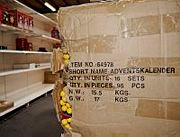 ITEM NO: 64978
SHORT NAME: ADVENTSKALENDER
QTY. IN UNITS: 16 SETS
QTY. IN PIECES: 96 PCS
N.W.: 15.5 KGS
G.W.: 17 KGS